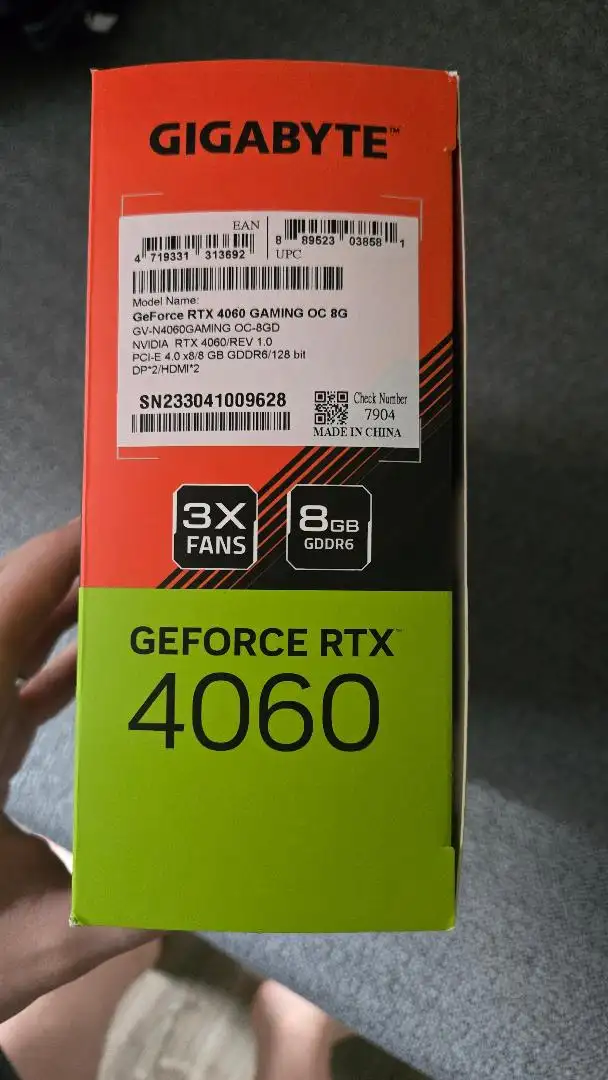 GIGABYTE™
EAN
4 719331 313692
8 89523 03858 1
UPC
Model Name:
GeForce RTX 4060 GAMING OC 8G
GV-N4060GAMING OC-8GD
NVIDIA RTX 4060/REV 1.0
PCI-E 4.0 x8/8 GB GDDR6/128 bit
DP*2/HDMI*2
SN233041009628
Check Number
7904
MADE IN CHINA
3X
FANS
8GB
GDDR6
GEFORCE RTX™
4060